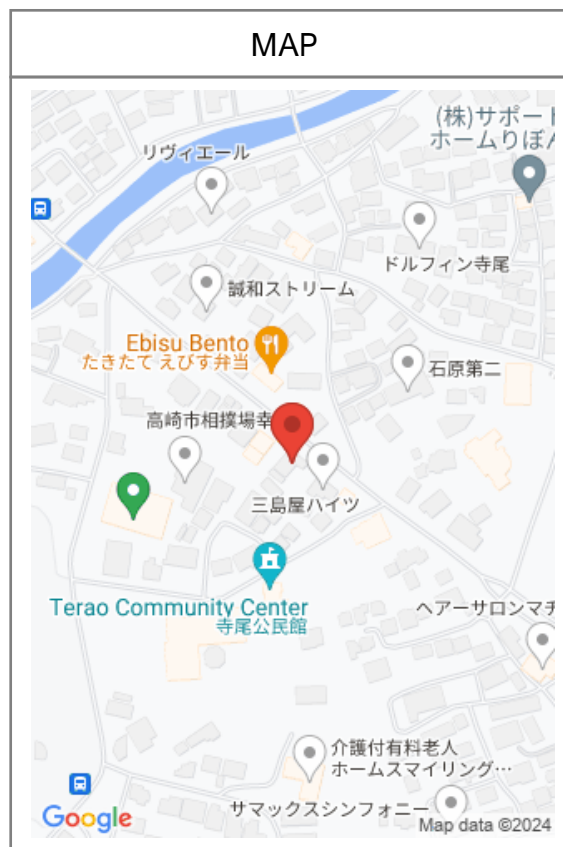 MAP
(株)サポート
ホームりぼん
リヴィエール
ドルフィン寺尾
誠和ストリーム
Ebisu Bento
たきたて えびす弁当
石原第二
高崎市相撲場幸
三島屋ハイツ
Terao Community Center
寺尾公民館
ヘアーサロンマチ
介護付有料老人
ホームスマイリング…
サマックスシンフォニー
Google
Map data ©2024